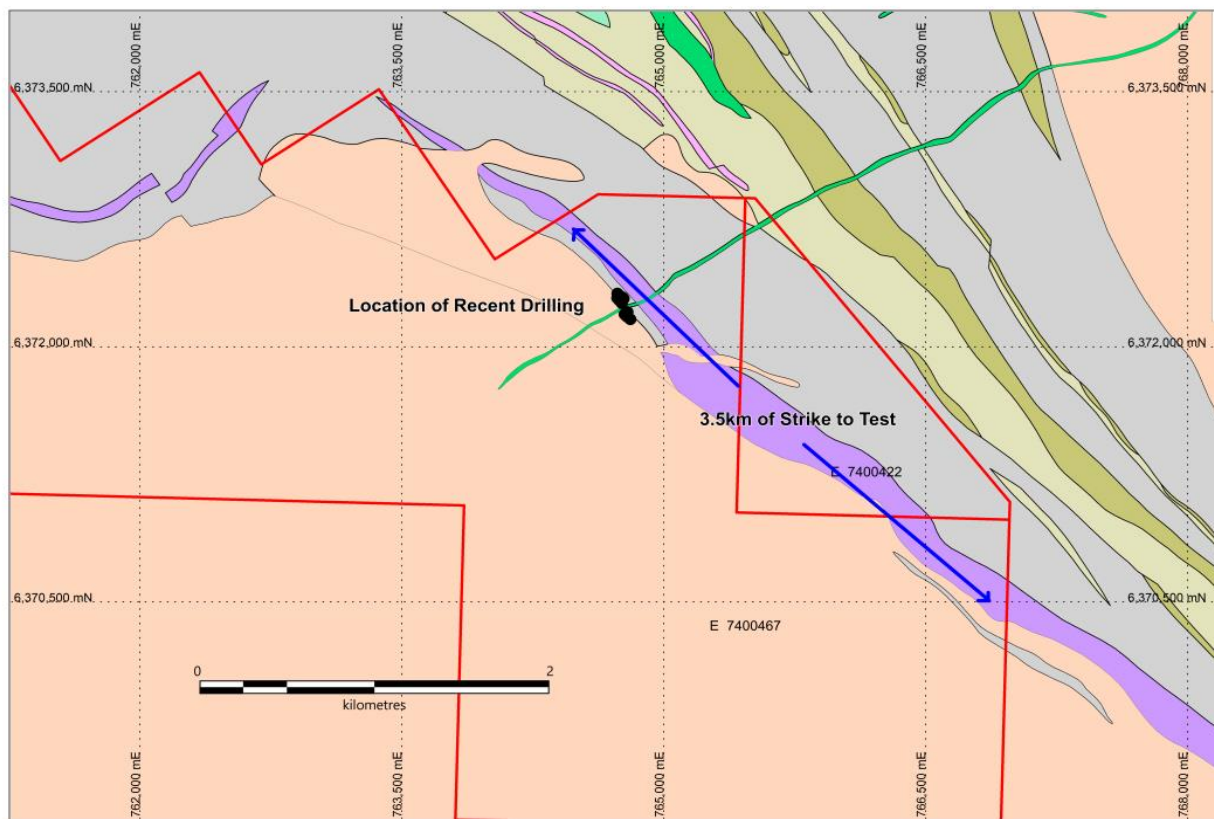 762,000 mE
763,500 mE
765,000 mE
766,500 mE
768,000 mE
6,373,500 mN
6,373,500 mN
Location of Recent Drilling
6,372,000 mN
6,372,000 mN
3.5km of Strike to Test
E 7400422
6,370,500 mN
6,370,500 mN
E 7400467
0
2
kilometres
762,000 mE
763,500 mE
765,000 mE
766,500 mE
768,000 mE